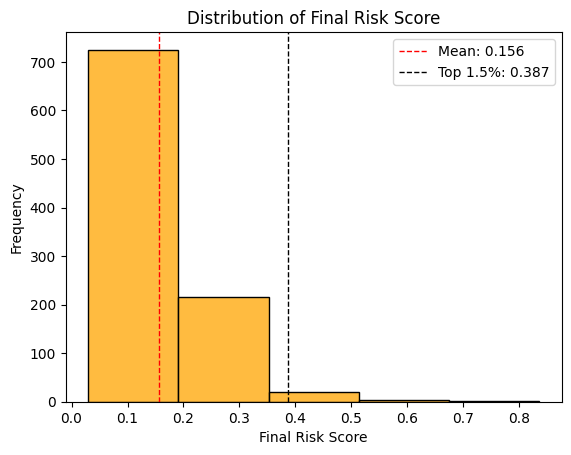 Distribution of Final Risk Score
Mean: 0.156
Top 1.5%: 0.387
Frequency
700
600
500
400
300
200
100
0
0.0 0.1 0.2 0.3 0.4 0.5 0.6 0.7 0.8
Final Risk Score